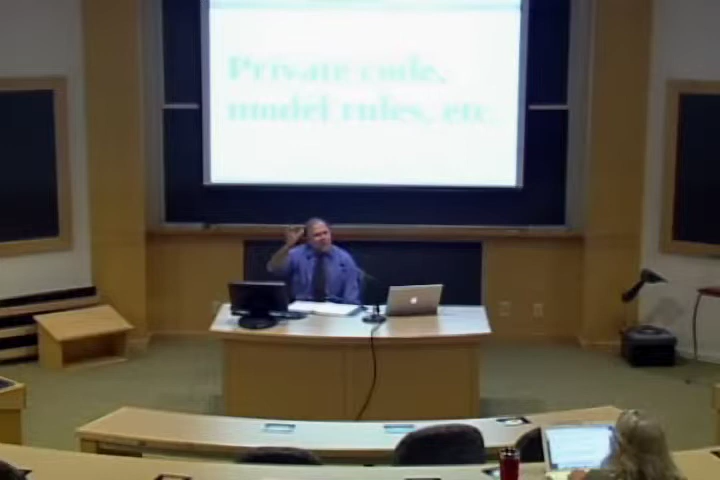 Private code,
model rules, etc.